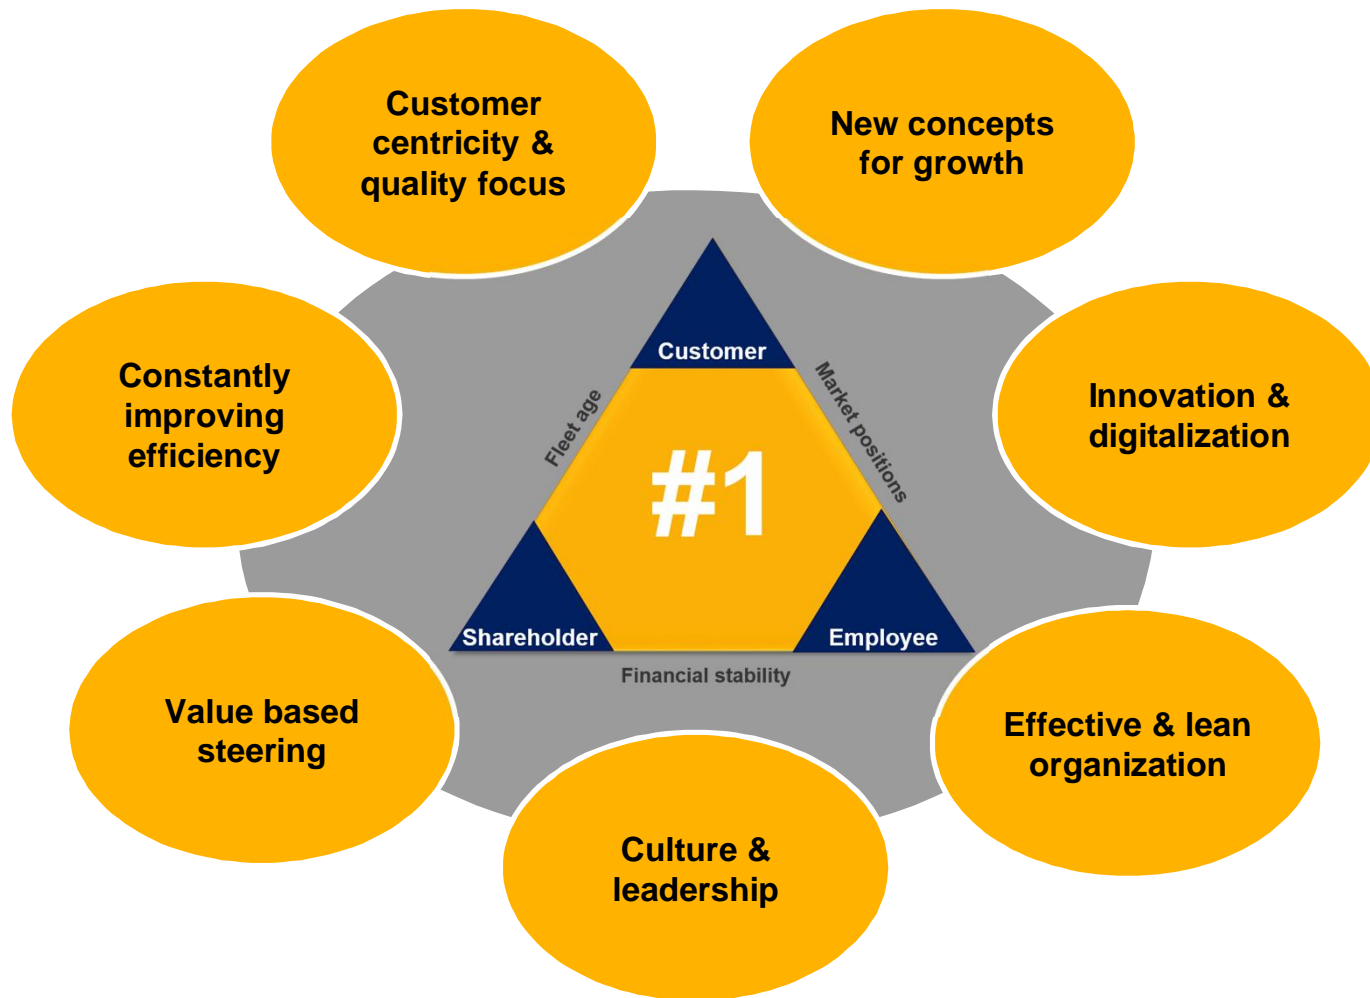 Customer
centricity &
quality focus
New concepts
for growth
Constantly
improving
efficiency
Innovation &
digitalization
Customer
Fleet age
Market positions
#1
Shareholder
Employee
Financial stability
Value based
steering
Effective & lean
organization
Culture &
leadership